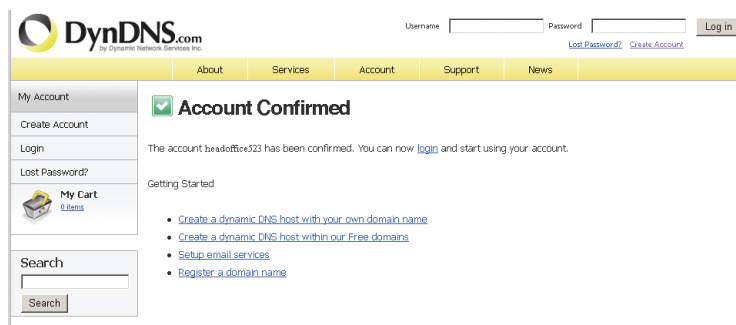 DynDNS.com
by Dynamic Network Services Inc.
Username
Password
Log in
Lost Password? Create Account
About Services Account Support News
My Account
Create Account
Login
Lost Password?
My Cart
0 items
Search
Search
Account Confirmed
The account headoffice523 has been confirmed. You can now login and start using your account.
Getting Started
Create a dynamic DNS host with your own domain name
Create a dynamic DNS host within our Free domains
Setup email services
Register a domain name